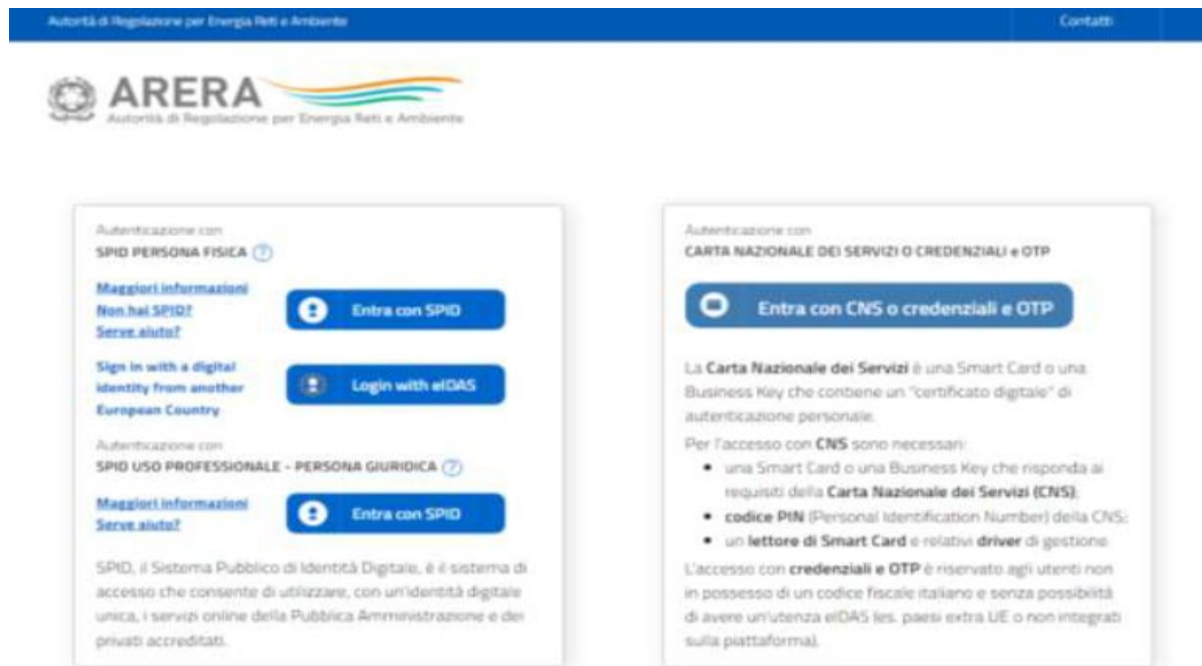 Autorità di Regolazione per Energia Reti e Ambiente
Contatti
ARERA
Autorità di Regolazione per Energia Reti e Ambiente
Autenticazione con
SPID PERSONA FISICA ?
Maggiori informazioni
Non hai SPID?
Serve aiuto?
Entra con SPID
Sign in with a digital
identity from another
European Country
Login with eIDAS
Autenticazione con
SPID USO PROFESSIONALE - PERSONA GIURIDICA ?
Maggiori informazioni
Serve aiuto?
Entra con SPID
SPID, il Sistema Pubblico di Identità Digitale, è il sistema di
accesso che consente di utilizzare, con un'identità digitale
unica, i servizi online della Pubblica Amministrazione e dei
privati accreditati.
Autenticazione con
CARTA NAZIONALE DEI SERVIZI O CREDENZIALI e OTP
Entra con CNS o credenziali e OTP
La Carta Nazionale dei Servizi è una Smart Card o una
Business Key che contiene un "certificato digitale" di
autenticazione personale.
Per l'accesso con CNS sono necessari:
• una Smart Card o una Business Key che risponda ai
requisiti della Carta Nazionale dei Servizi (CNS);
• codice PIN (Personal Identification Number) della CNS;
• un lettore di Smart Card e relativi driver di gestione.
L'accesso con credenziali e OTP è riservato agli utenti non
in possesso di un codice fiscale italiano e senza possibilità
di avere un'utenza eIDAS (es. paesi extra UE o non integrati
sulla piattaforma).